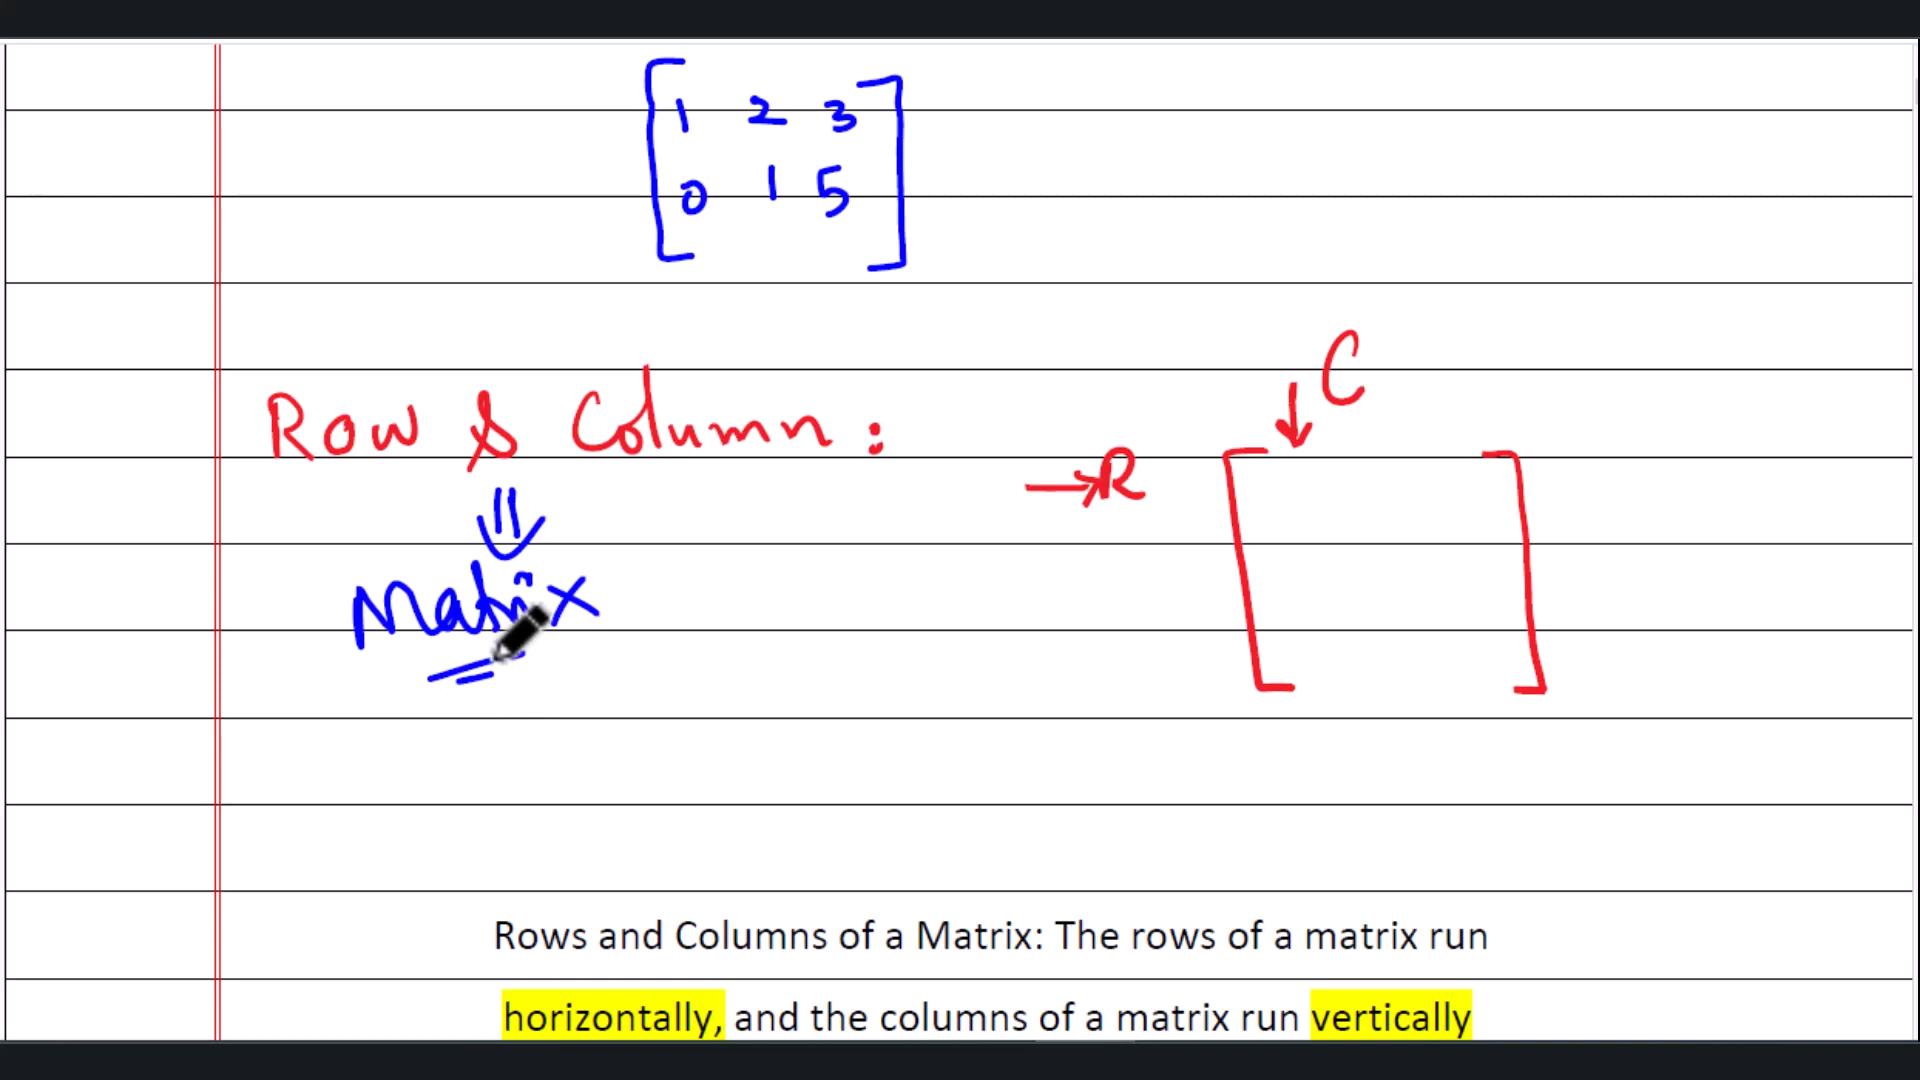 1 2 3
0 1 5
C
Row & Column:
→R
Matrix
Rows and Columns of a Matrix: The rows of a matrix run
horizontally, and the columns of a matrix run vertically